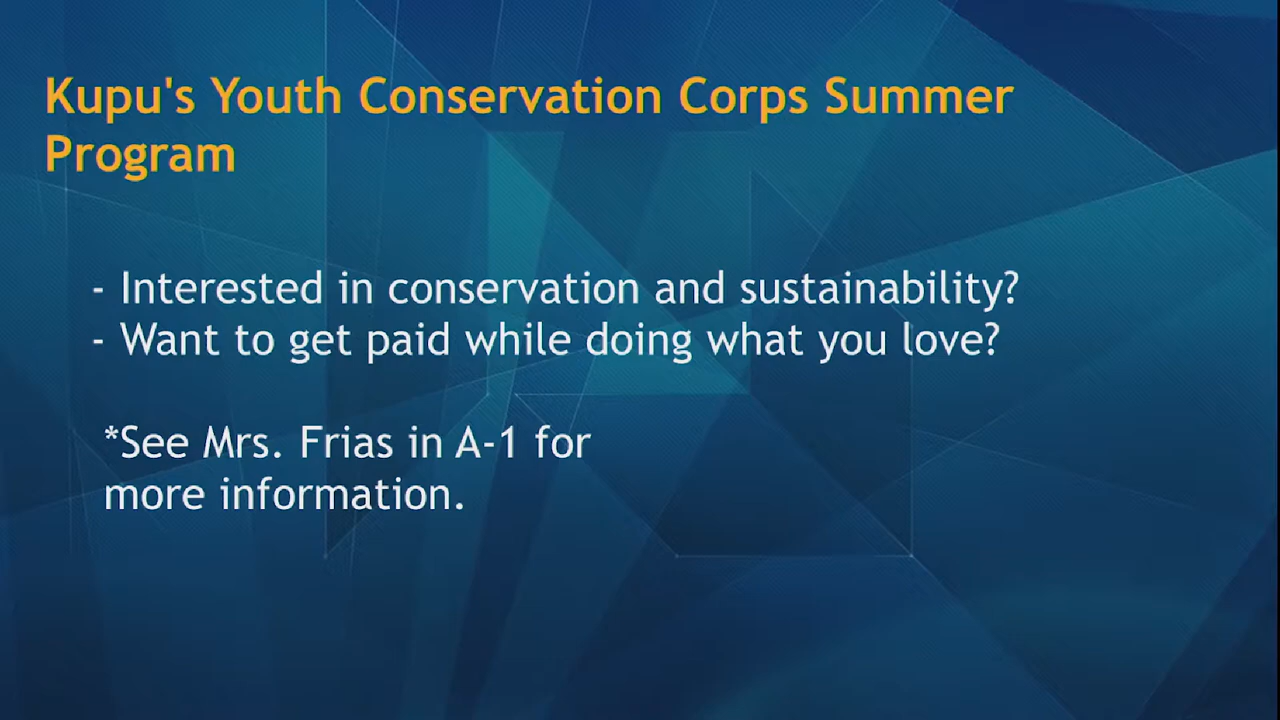 Kupu's Youth Conservation Corps Summer
Program
- Interested in conservation and sustainability?
- Want to get paid while doing what you love?
*See Mrs. Frias in A-1 for
more information.